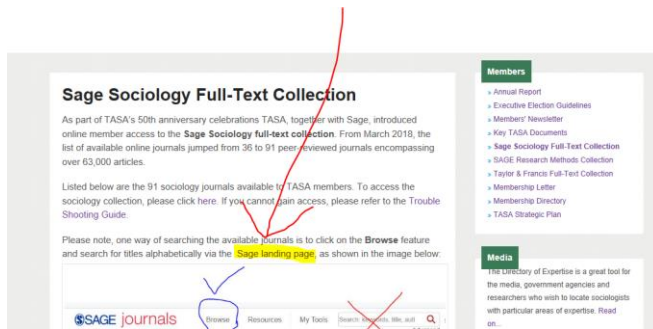 Sage Sociology Full-Text Collection
As part of TASA's 50th anniversary celebrations TASA, together with Sage, introduced
online member access to the Sage Sociology full-text collection. From March 2018, the
list of available online journals jumped from 36 to 91 peer-reviewed journals encompassing
over 63,000 articles.
Listed below are the 91 sociology journals available to TASA members. To access the
sociology collection, please click here. If you cannot gain access, please refer to the Trouble
Shooting Guide.
Please note, one way of searching the available journals is to click on the Browse feature
and search for titles alphabetically via the Sage landing page, as shown in the image below:
SAGE journals
Browse
Resources
My Tools
Search: keywords, title, auth
Members
» Annual Report
» Executive Election Guidelines
» Members' Newsletter
» Key TASA Documents
» Sage Sociology Full-Text Collection
» SAGE Research Methods Collection
» Taylor & Francis Full-Text Collection
» Membership Letter
» Membership Directory
» TASA Strategic Plan
Media
The Directory of Expertise is a great tool for
the media, government agencies and
researchers who wish to locate sociologists
with particular areas of expertise. Read
on...